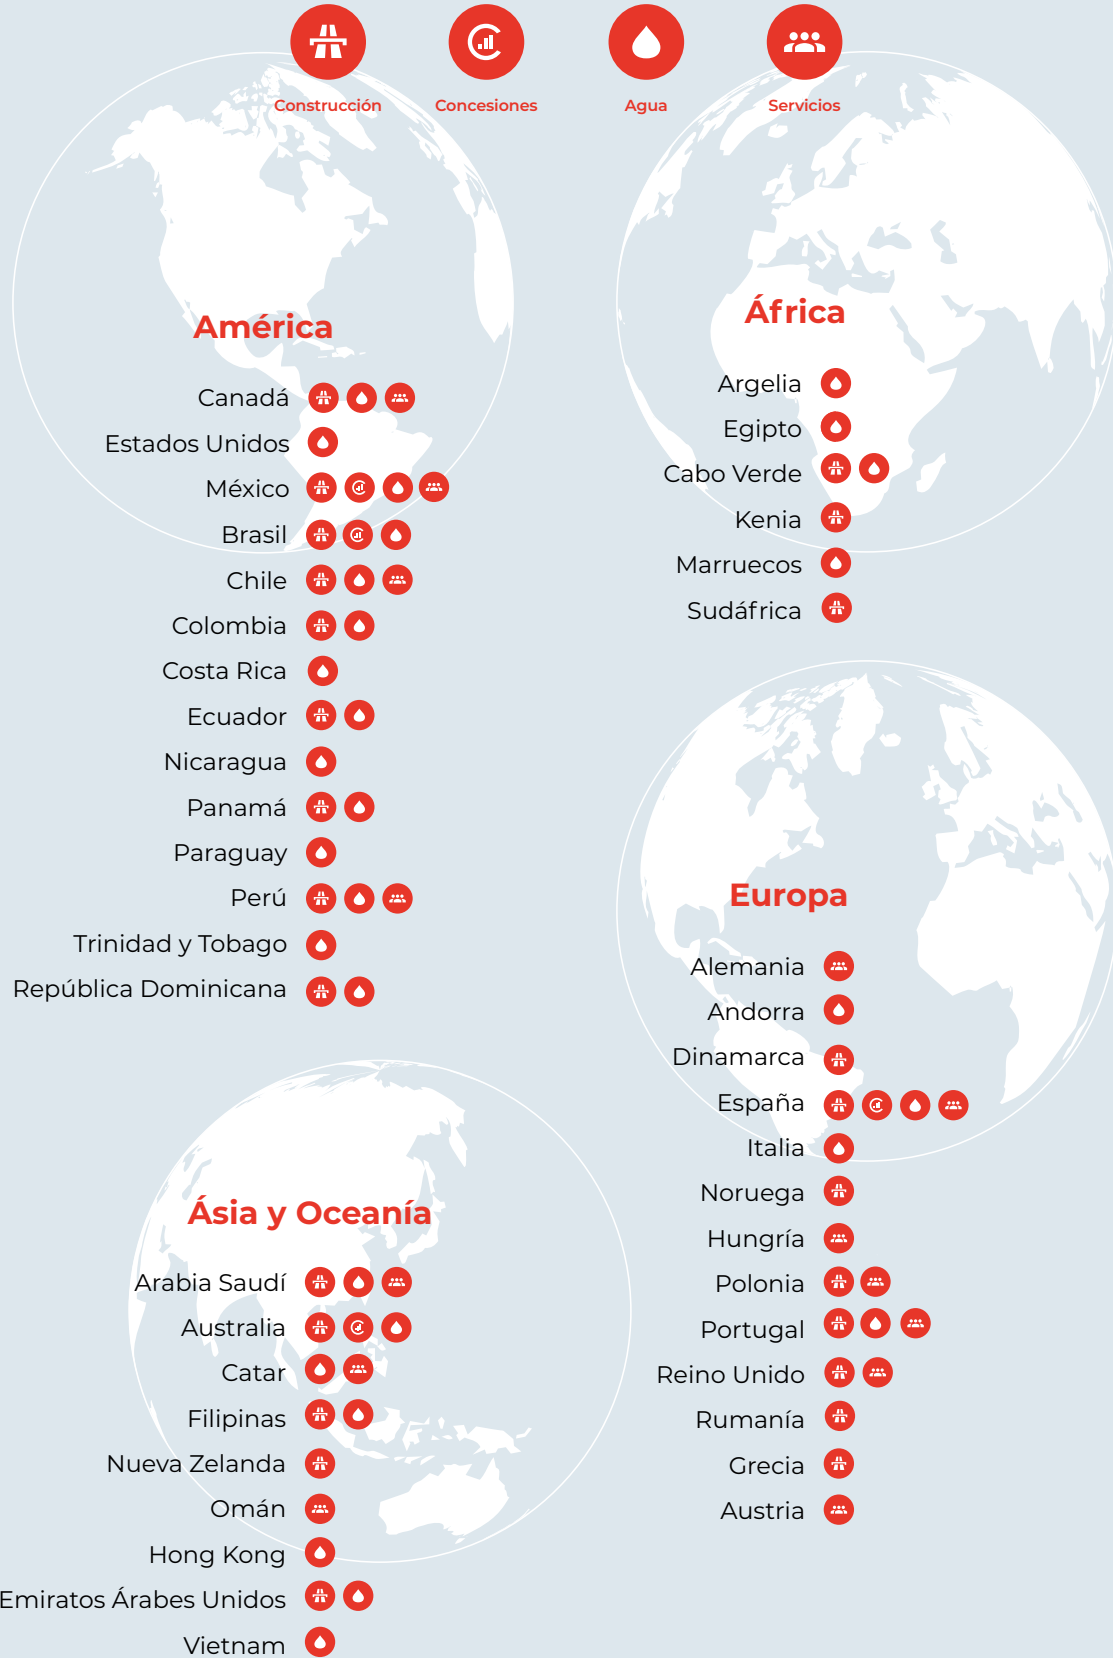 Construcción
Concesiones
Agua
Servicios
América
Canadá
Estados Unidos
México
Brasil
Chile
Colombia
Costa Rica
Ecuador
Nicaragua
Panamá
Paraguay
Perú
Trinidad y Tobago
República Dominicana
África
Argelia
Egipto
Cabo Verde
Kenia
Marruecos
Sudáfrica
Europa
Alemania
Andorra
Dinamarca
España
Italia
Noruega
Hungría
Polonia
Portugal
Reino Unido
Rumanía
Grecia
Austria
Ásia y Oceanía
Arabia Saudí
Australia
Catar
Filipinas
Nueva Zelanda
Omán
Hong Kong
Emiratos Árabes Unidos
Vietnam